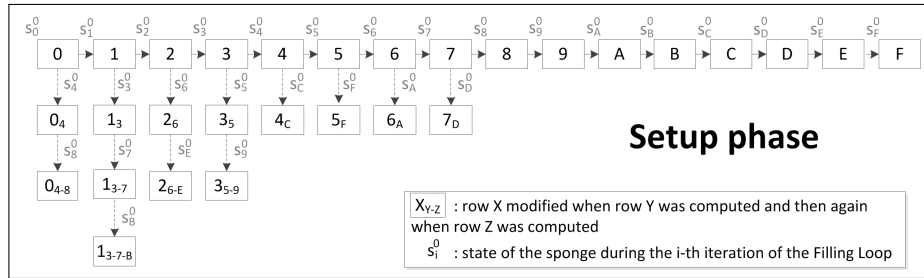 s₀⁰ s₁⁰ s₂⁰ s₃⁰ s₄⁰ s₅⁰ s₆⁰ s₇⁰ s₈⁰ s₉⁰ s_A⁰ s_B⁰ s_C⁰ s_D⁰ s_E⁰ s_F⁰
0 1 2 3 4 5 6 7 8 9 A B C D E F
s₄⁰ s₃⁰ s₆⁰ s₅⁰ s_C⁰ s_F⁰ s_A⁰ s_D⁰
0₄ 1₃ 2₆ 3₅ 4_C 5_F 6_A 7_D
s₈⁰ s₇⁰ s_E⁰ s₉⁰
0₄₋₈ 1₃₋₇ 2_6-E 3₅₋₉
s_B⁰
1_3-7-B
Setup phase
X_Y-Z : row X modified when row Y was computed and then again
when row Z was computed
s_i⁰ : state of the sponge during the i-th iteration of the Filling Loop